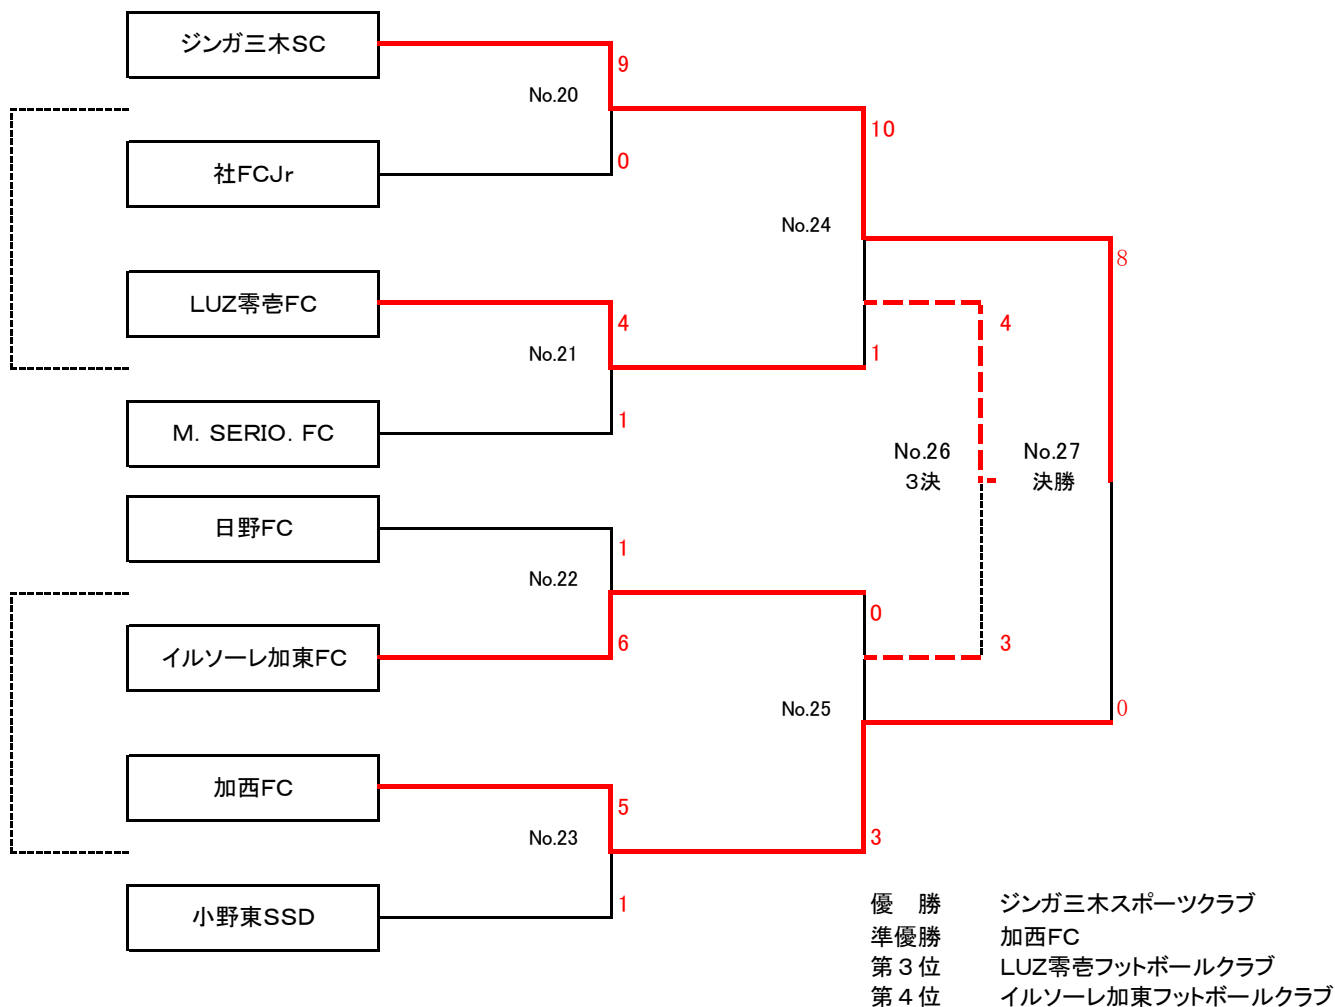 ジンガ三木SC
9
No.20
10
社FCJr
0
No.24
8
LUZ零壱FC
4
4
No.21
1
M．SERIO．FC
1
No.26
3決
No.27
決勝
日野FC
1
No.22
0
イルソーレ加東FC
6
3
No.25
0
加西FC
5
No.23
3
小野東SSD
1
優　勝　ジンガ三木スポーツクラブ
準優勝　加西FC
第3位　LUZ零壱フットボールクラブ
第4位　イルソーレ加東フットボールクラブ